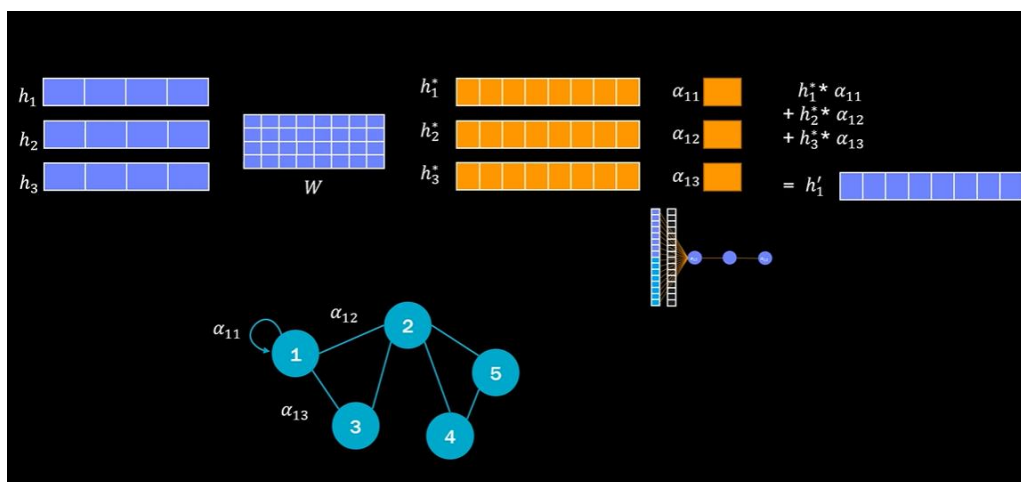 h₁
h₂
h₃
W
h₁*
h₂*
h₃*
α₁₁
α₁₂
α₁₃
h₁** α₁₁
+ h₂** α₁₂
+ h₃** α₁₃
= h₁′
α₁₁
α₁₂
α₁₃
1
2
3
4
5